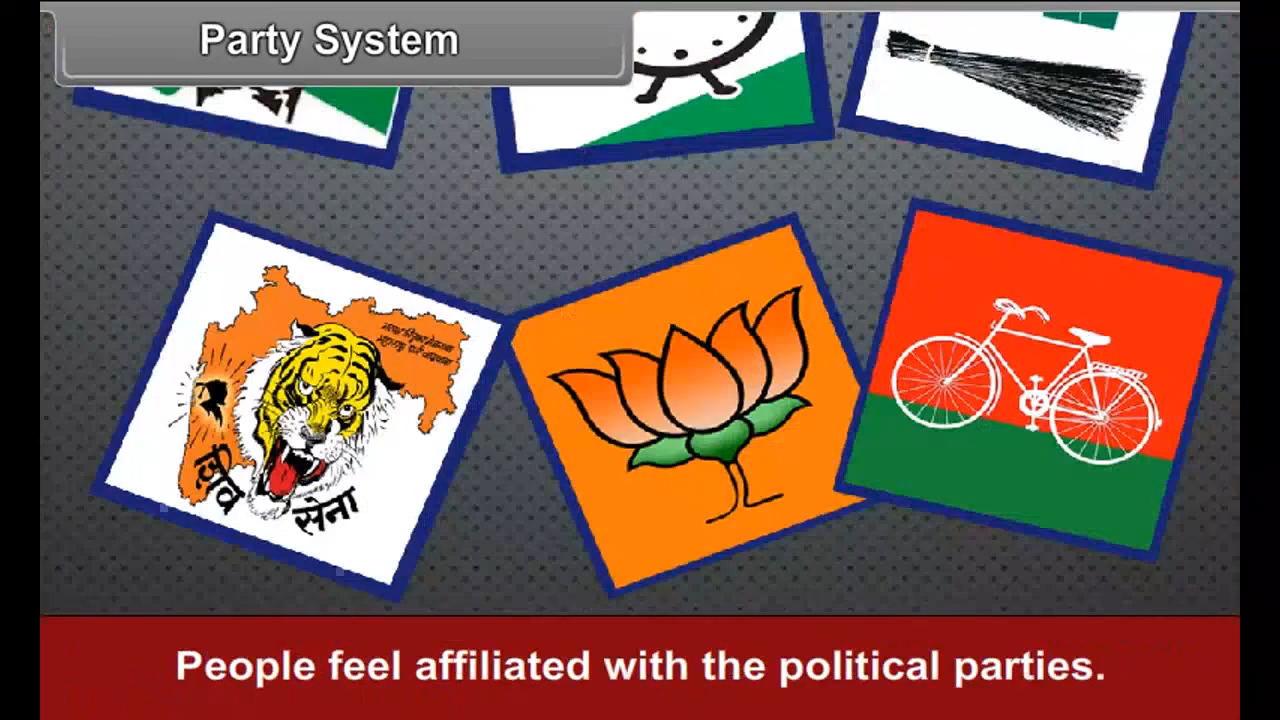 Party System
शिव
सेना
People feel affiliated with the political parties.